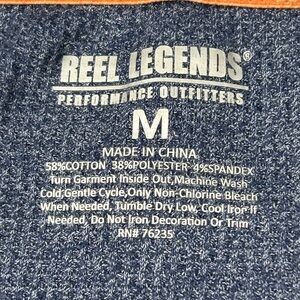 REEL LEGENDS®
PERFORMANCE OUTFITTERS
M
MADE IN CHINA
58%COTTON 38%POLYESTER 4%SPANDEX
Turn Garment Inside Out,Machine Wash
Cold,Gentle Cycle,Only Non-Chlorine Bleach
When Needed, Tumble Dry Low, Cool Iron If
Needed, Do Not Iron Decoration Or Trim
RN# 76235